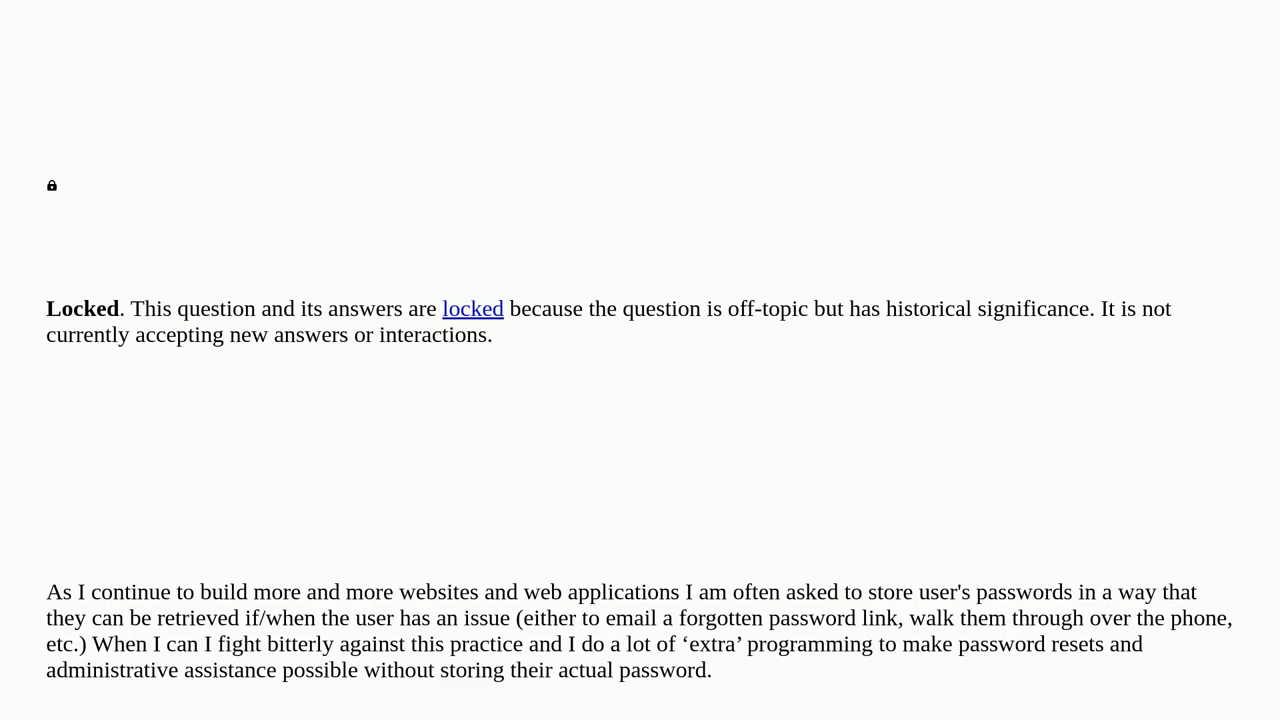 Locked. This question and its answers are locked because the question is off-topic but has historical significance. It is not
currently accepting new answers or interactions.
As I continue to build more and more websites and web applications I am often asked to store user's passwords in a way that
they can be retrieved if/when the user has an issue (either to email a forgotten password link, walk them through over the phone,
etc.) When I can I fight bitterly against this practice and I do a lot of ‘extra’ programming to make password resets and
administrative assistance possible without storing their actual password.